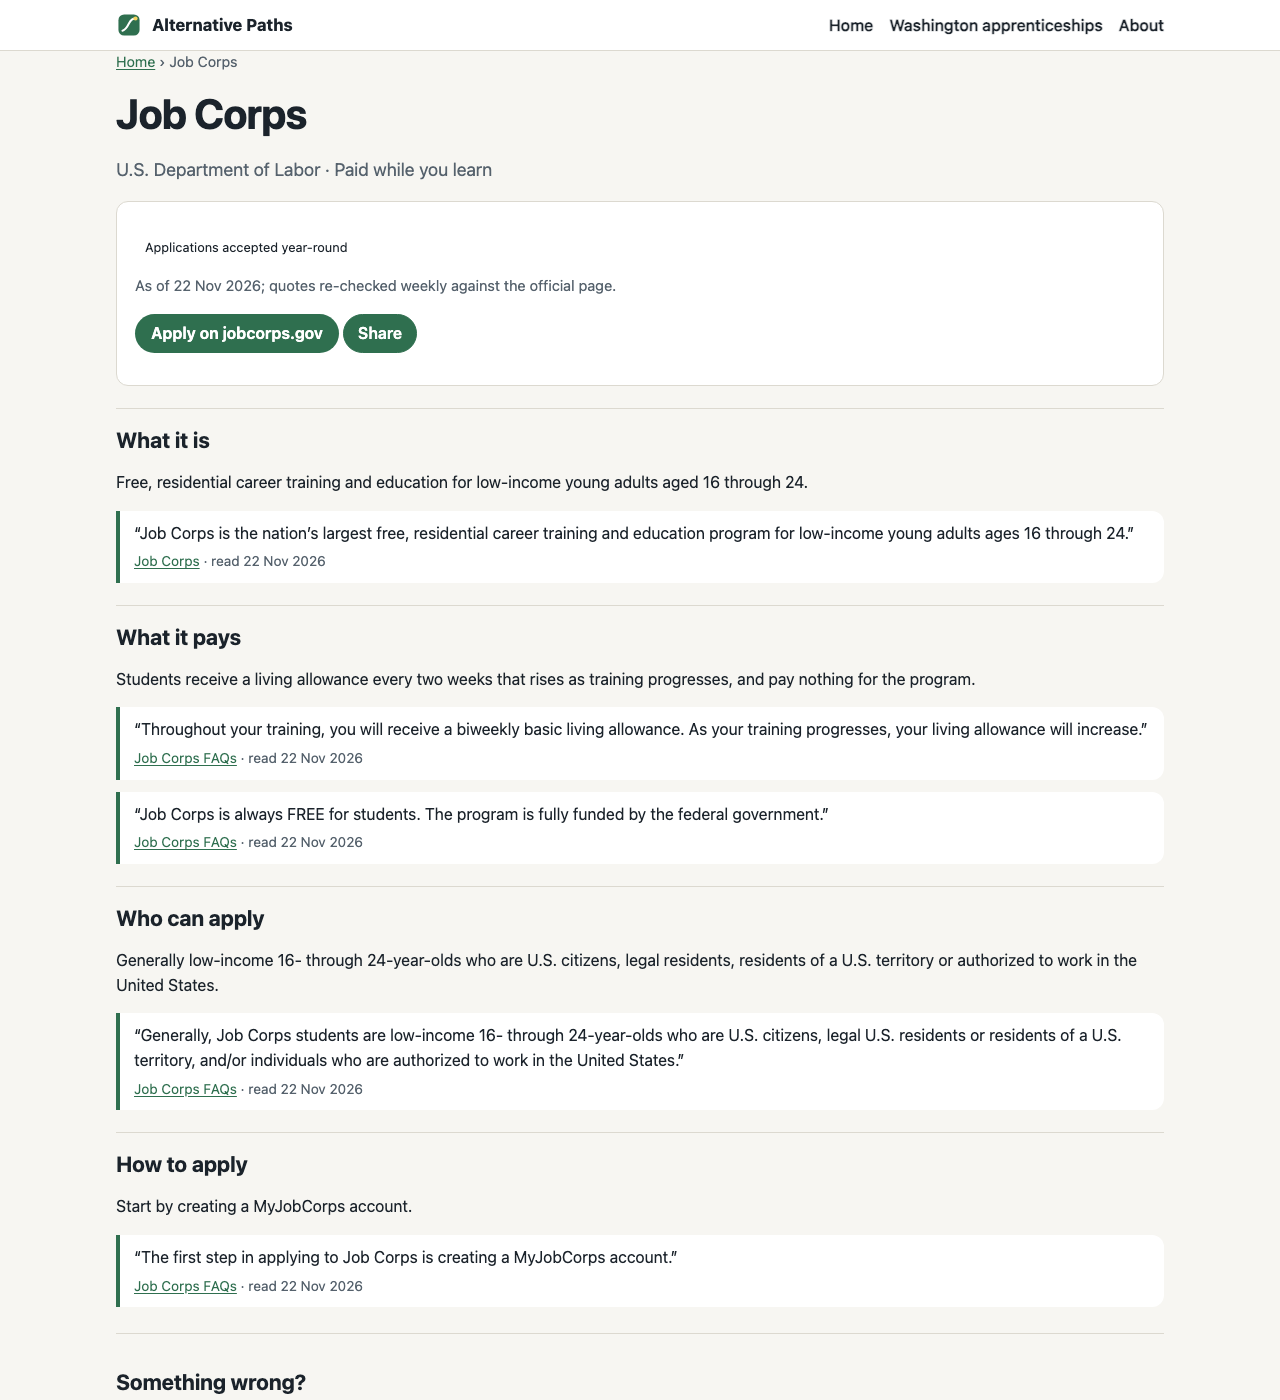 Alternative Paths
Home Washington apprenticeships About
Home › Job Corps
Job Corps
U.S. Department of Labor · Paid while you learn
Applications accepted year-round
As of 22 Nov 2026; quotes re-checked weekly against the official page.
Apply on jobcorps.gov Share
What it is
Free, residential career training and education for low-income young adults aged 16 through 24.
“Job Corps is the nation’s largest free, residential career training and education program for low-income young adults ages 16 through 24.”
Job Corps · read 22 Nov 2026
What it pays
Students receive a living allowance every two weeks that rises as training progresses, and pay nothing for the program.
“Throughout your training, you will receive a biweekly basic living allowance. As your training progresses, your living allowance will increase.”
Job Corps FAQs · read 22 Nov 2026
“Job Corps is always FREE for students. The program is fully funded by the federal government.”
Job Corps FAQs · read 22 Nov 2026
Who can apply
Generally low-income 16- through 24-year-olds who are U.S. citizens, legal residents, residents of a U.S. territory or authorized to work in the
United States.
“Generally, Job Corps students are low-income 16- through 24-year-olds who are U.S. citizens, legal U.S. residents or residents of a U.S.
territory, and/or individuals who are authorized to work in the United States.”
Job Corps FAQs · read 22 Nov 2026
How to apply
Start by creating a MyJobCorps account.
“The first step in applying to Job Corps is creating a MyJobCorps account.”
Job Corps FAQs · read 22 Nov 2026
Something wrong?